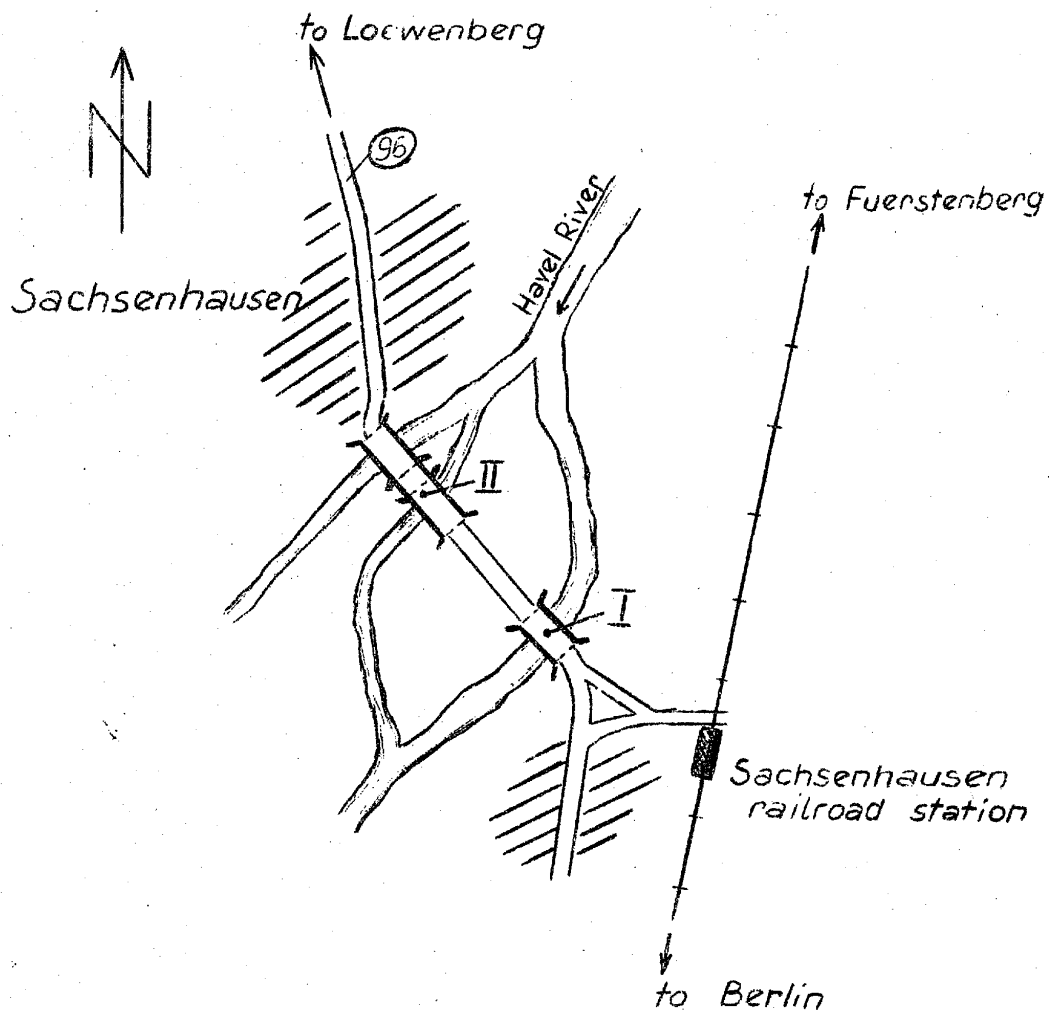 to Loewenberg
N
96
Havel River
to Fuerstenberg
Sachsenhausen
II
I
Sachsenhausen
railroad station
to Berlin